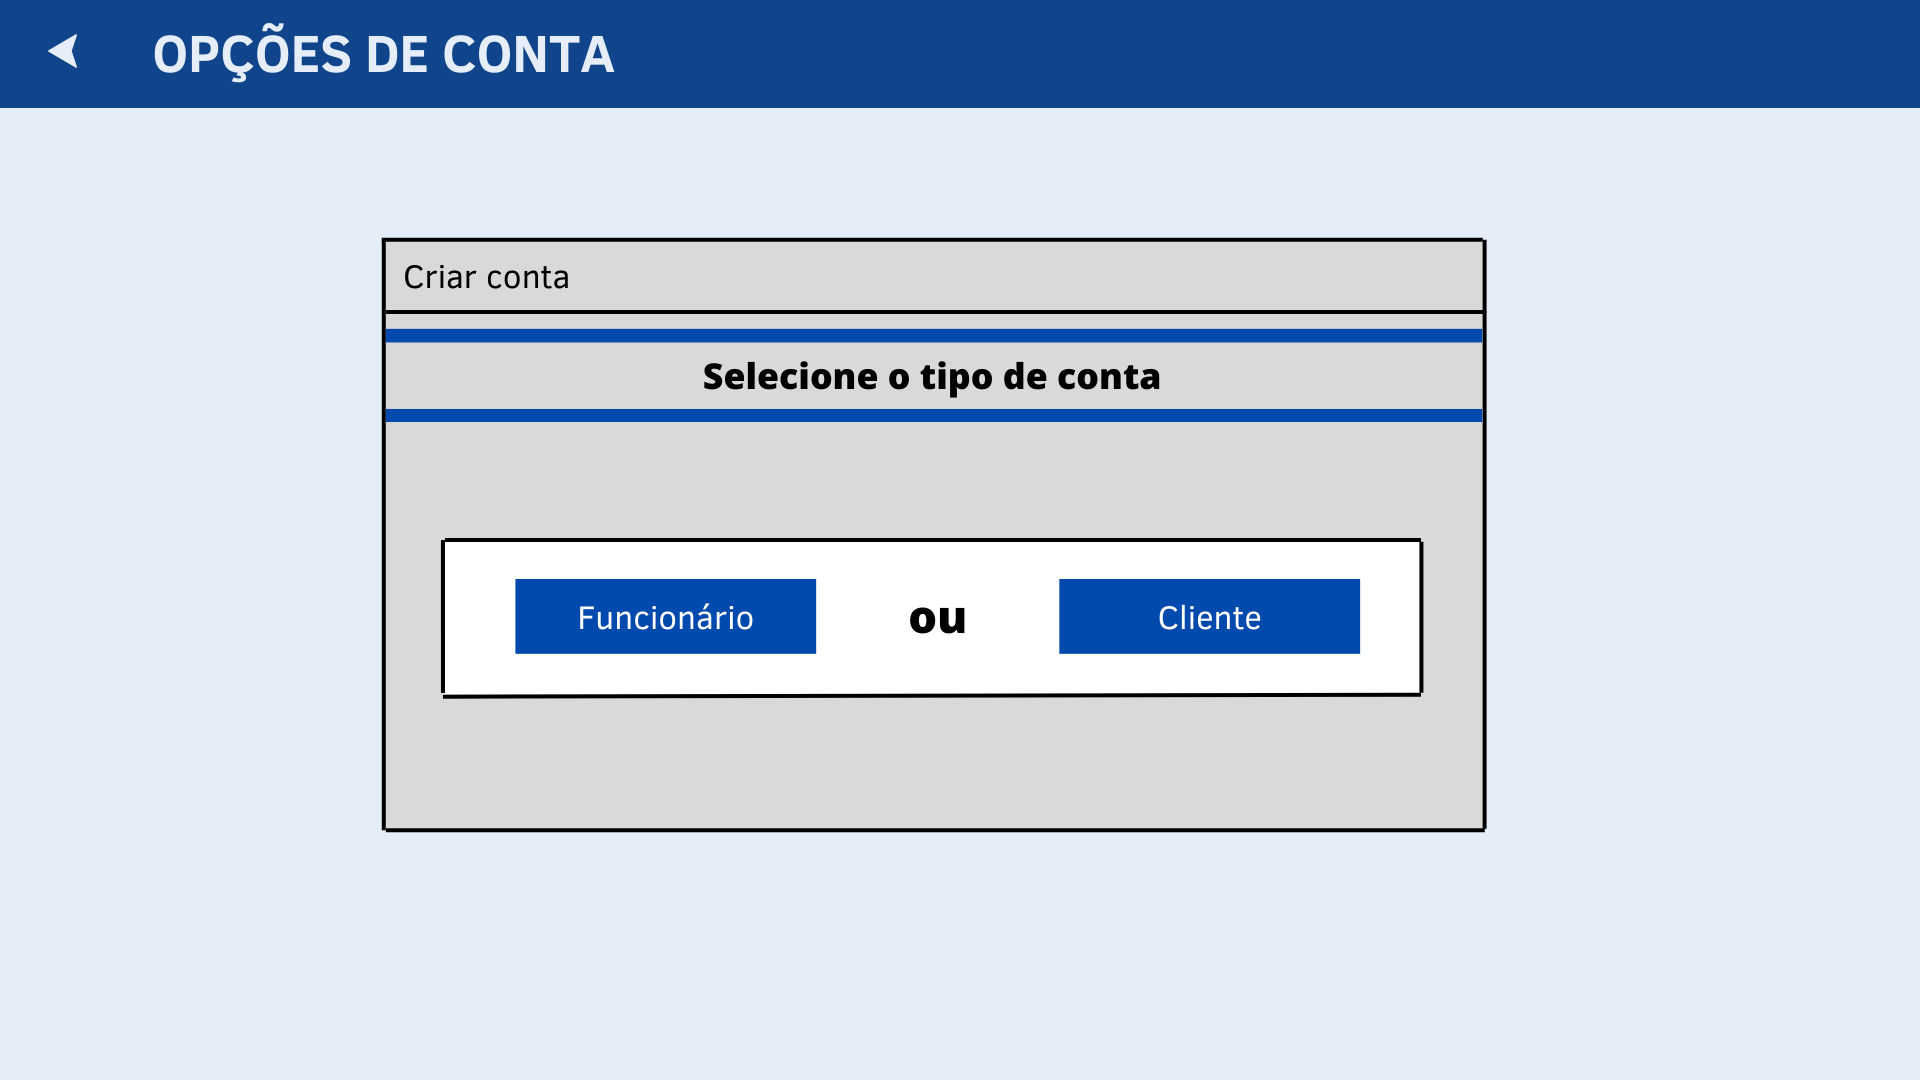 OPÇÕES DE CONTA
Criar conta
Selecione o tipo de conta
Funcionário ou Cliente